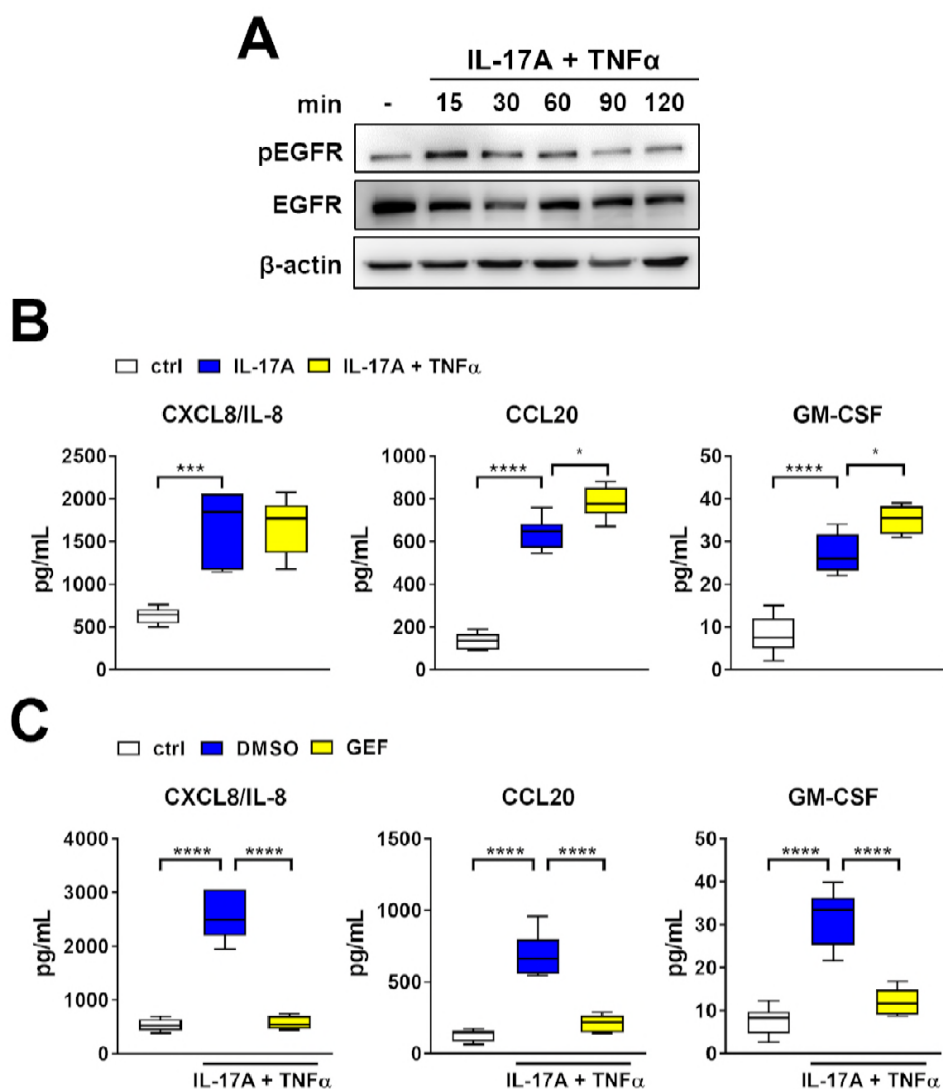 A
IL-17A + TNFα
min - 15 30 60 90 120
pEGFR
EGFR
β-actin
B
ctrl IL-17A IL-17A + TNFα
CXCL8/IL-8
pg/mL
2500
2000
1500
1000
500
0
***
CCL20
pg/mL
1000
800
600
400
200
0
****
*
GM-CSF
pg/mL
50
40
30
20
10
0
****
*
C
ctrl DMSO GEF
CXCL8/IL-8
pg/mL
4000
3000
2000
1000
0
****
****
IL-17A + TNFα
CCL20
pg/mL
1500
1000
500
0
****
****
IL-17A + TNFα
GM-CSF
pg/mL
50
40
30
20
10
0
****
****
IL-17A + TNFα